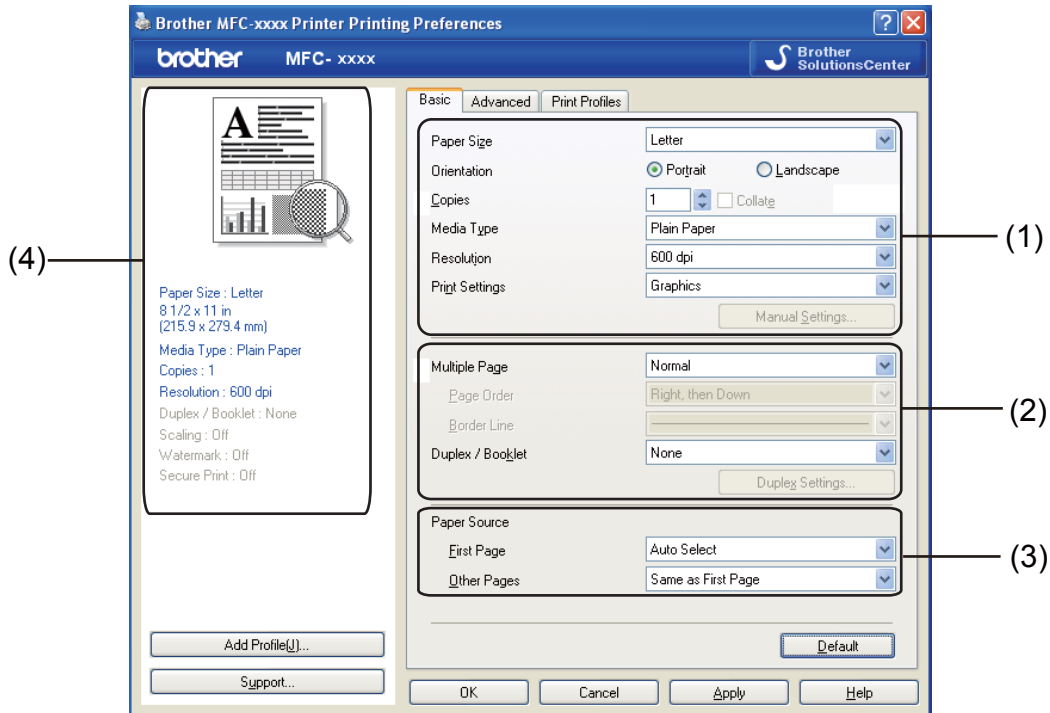 Brother MFC-xxxx Printer Printing Preferences
brother MFC- xxxx
Brother
SolutionsCenter
(4)
A
Paper Size : Letter
8 1/2 x 11 in
(215.9 x 279.4 mm)
Media Type : Plain Paper
Copies : 1
Resolution : 600 dpi
Duplex / Booklet : None
Scaling : Off
Watermark : Off
Secure Print : Off
Add Profile(J)...
Support...
Basic Advanced Print Profiles
Paper Size Letter
Orientation Portrait Landscape
Copies 1 Collate
Media Type Plain Paper
Resolution 600 dpi
Print Settings Graphics
Manual Settings...
(1)
Multiple Page Normal
Page Order Right, then Down
Border Line
Duplex / Booklet None
Duplex Settings...
(2)
Paper Source
First Page Auto Select
Other Pages Same as First Page
(3)
Default
OK Cancel Apply Help